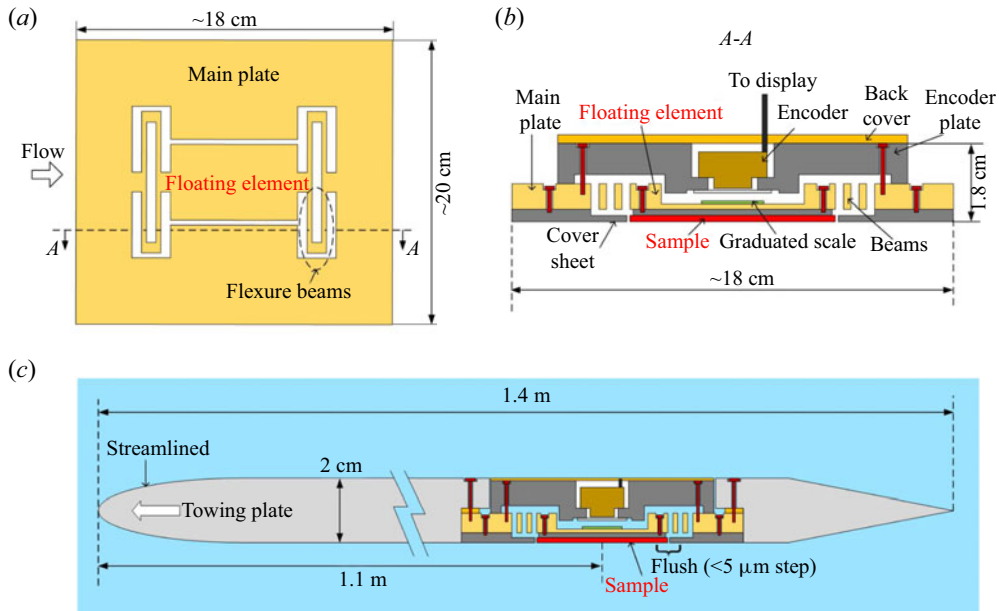 (a)
~18 cm
Main plate
Flow
Floating element
~20 cm
A
A
Flexure beams
(b)
A-A
To display
Main
plate
Floating element
Encoder
Back
cover
Encoder
plate
1.8 cm
Cover
sheet
Sample
Graduated scale
Beams
~18 cm
(c)
1.4 m
Streamlined
2 cm
Towing plate
Flush (<5 μm step)
Sample
1.1 m